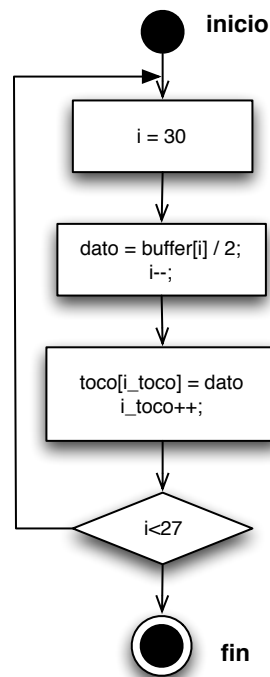 inicio
i = 30
dato = buffer[i] / 2;
i--;
toco[i_toco] = dato
i_toco++;
i<27
fin